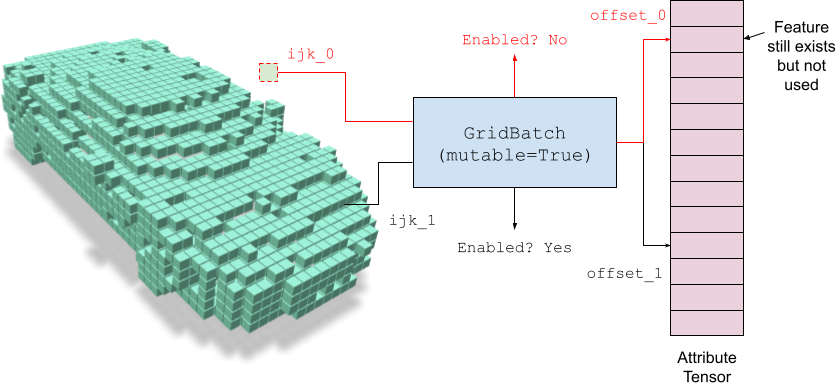 offset_0
Feature
still exists
but not
used
Enabled? No
ijk_0
GridBatch
(mutable=True)
ijk_1
Enabled? Yes
offset_1
Attribute
Tensor